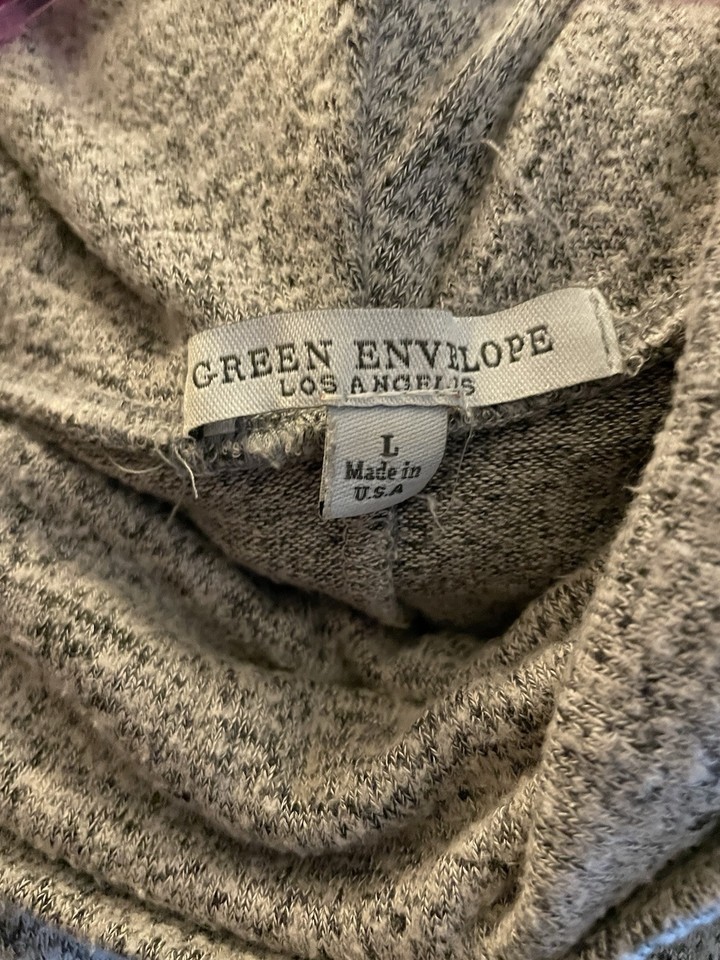 GREEN ENVELOPE
LOS ANGELES
L
Made in
U.S.A